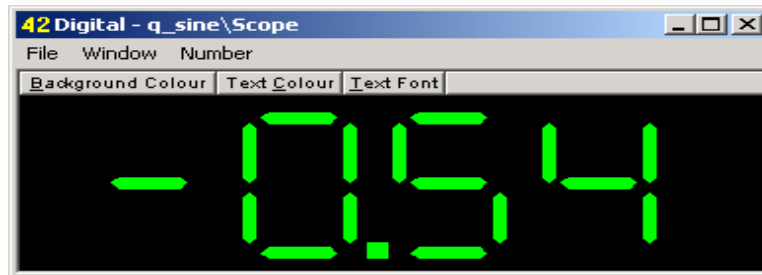 42 Digital - q_sine\Scope
File Window Number
Background Colour Text Colour Text Font
-0.54